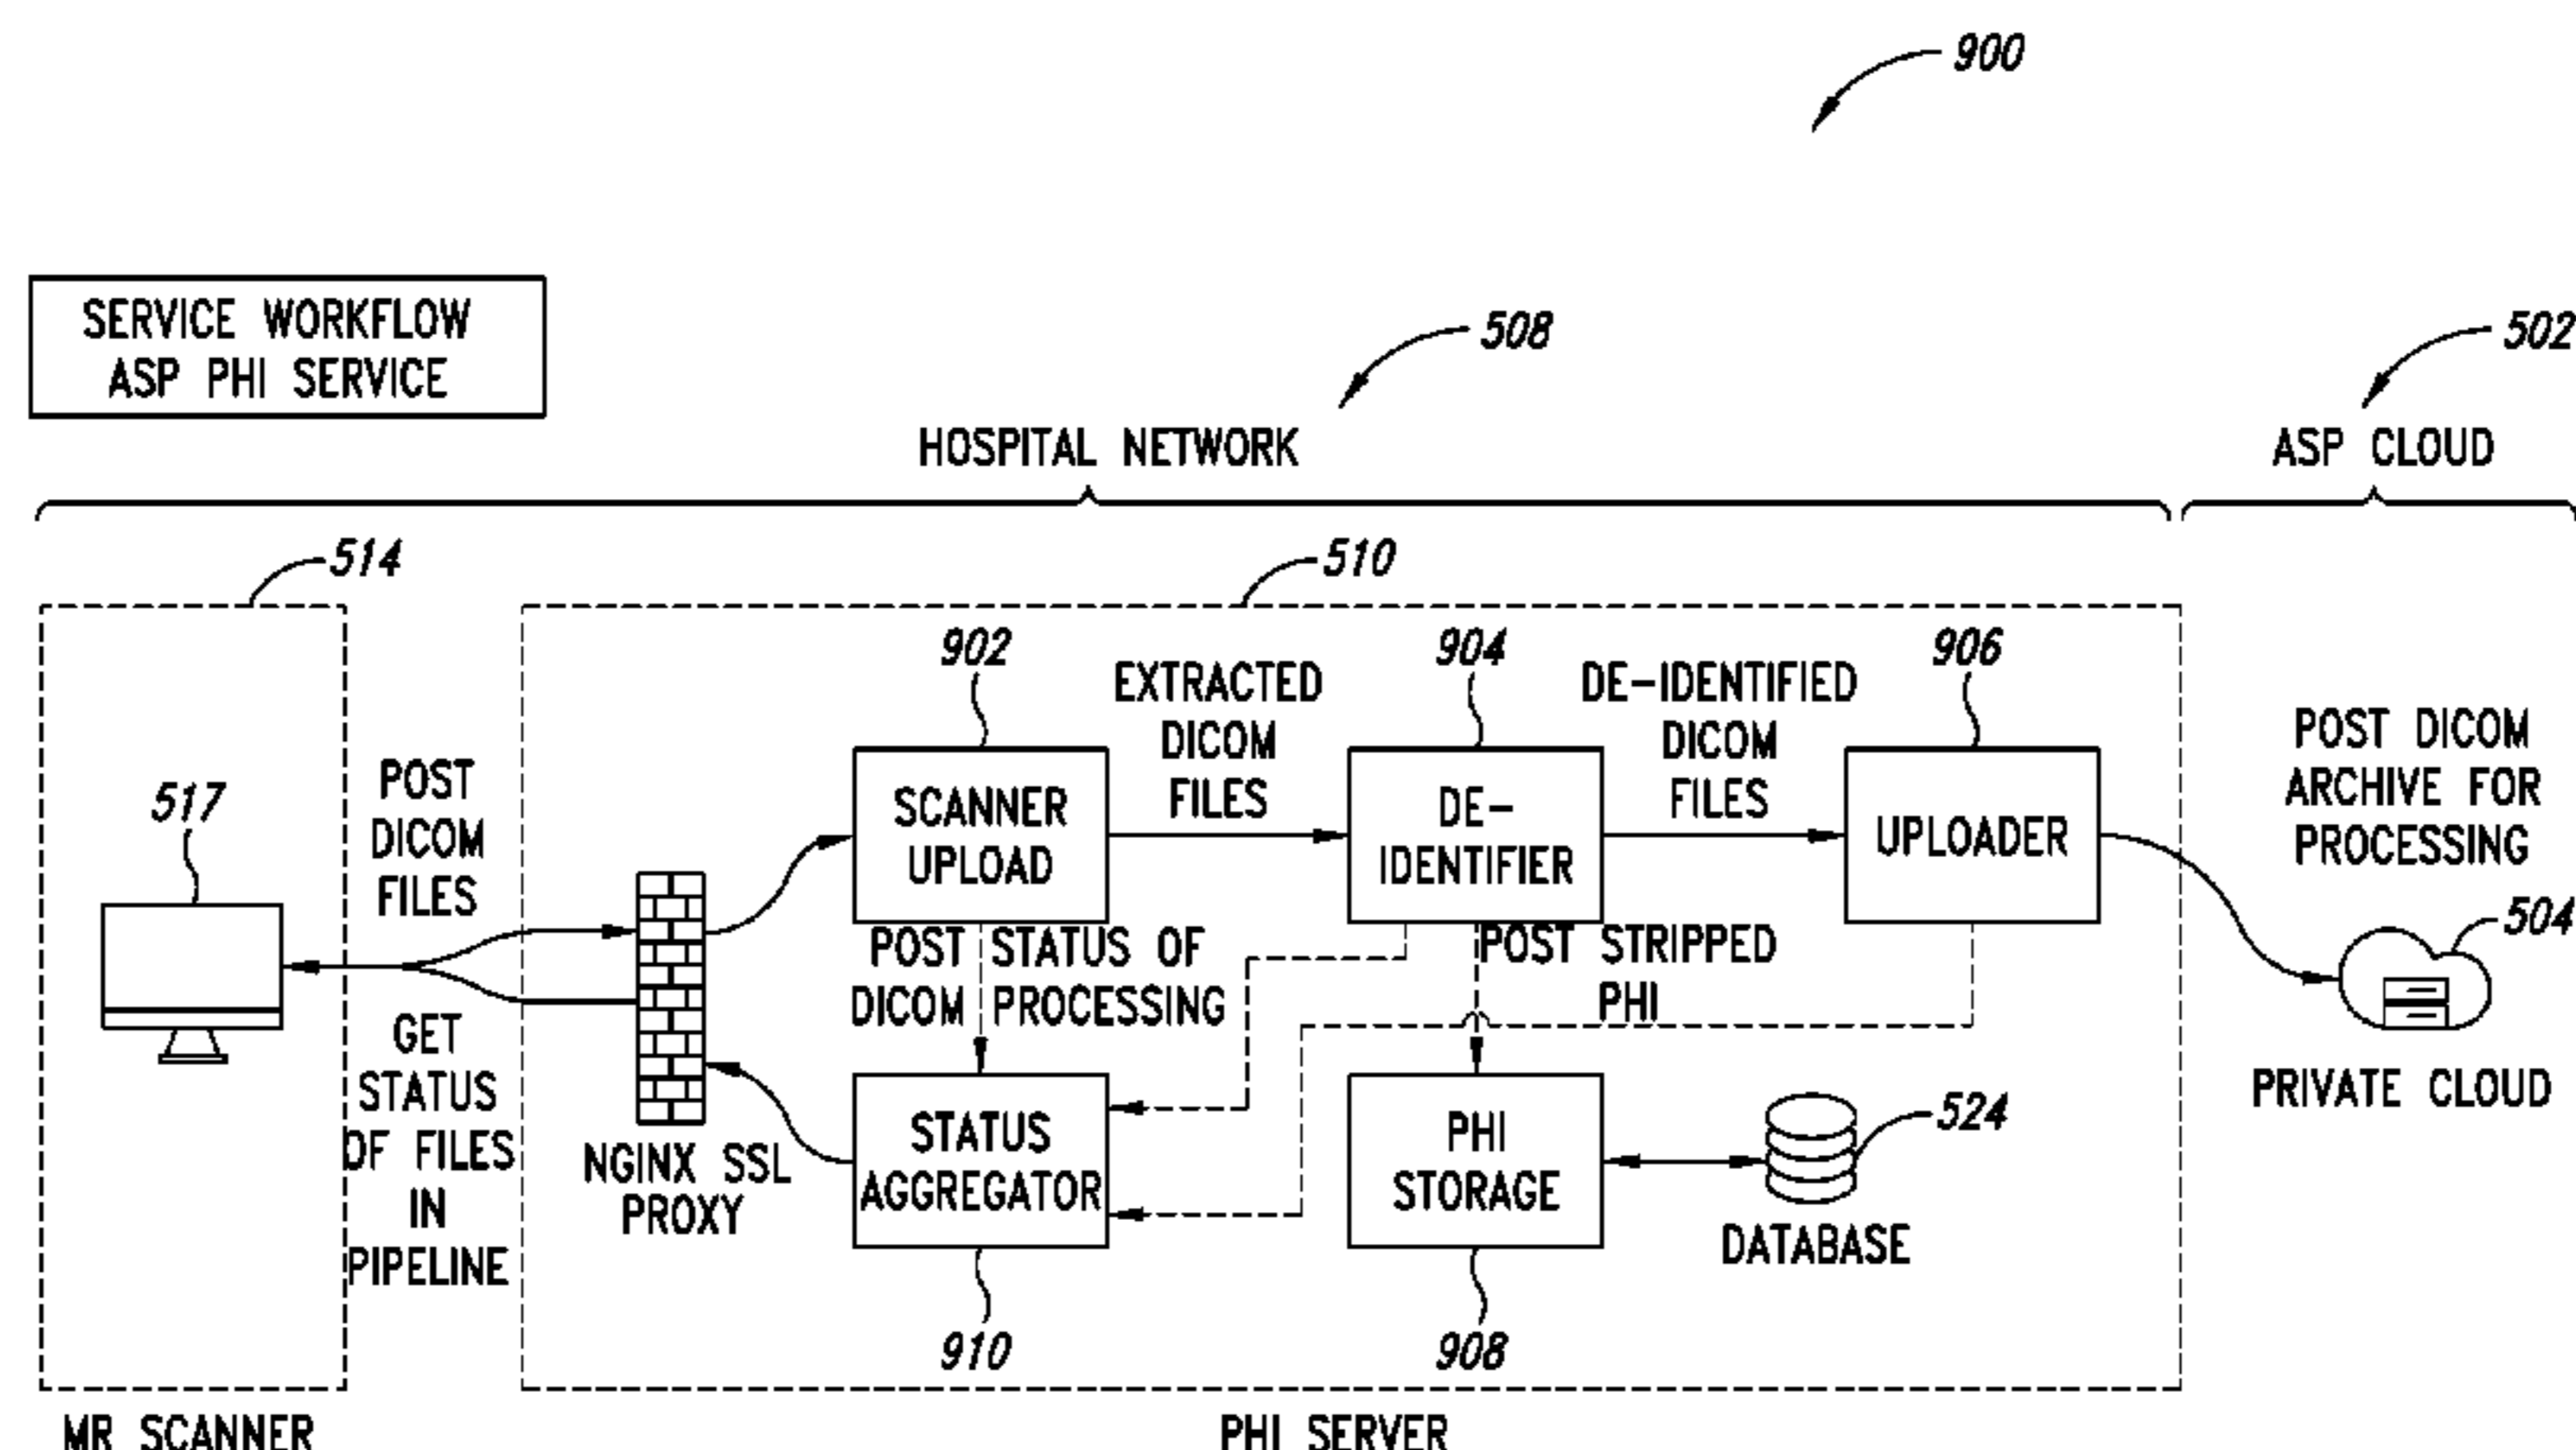 900
SERVICE WORKFLOW
ASP PHI SERVICE
508
502
HOSPITAL NETWORK
ASP CLOUD
514
510
902
904
906
EXTRACTED
DICOM
FILES
DE-IDENTIFIED
DICOM
FILES
POST DICOM
ARCHIVE FOR
PROCESSING
517
POST
DICOM
FILES
SCANNER
UPLOAD
DE-
IDENTIFIER
UPLOADER
504
POST STATUS OF
DICOM PROCESSING
POST STRIPPED
PHI
GET
STATUS
OF FILES
IN
PIPELINE
PRIVATE CLOUD
NGINX SSL
PROXY
STATUS
AGGREGATOR
PHI
STORAGE
524
DATABASE
910
908
MR SCANNER
PHI SERVER